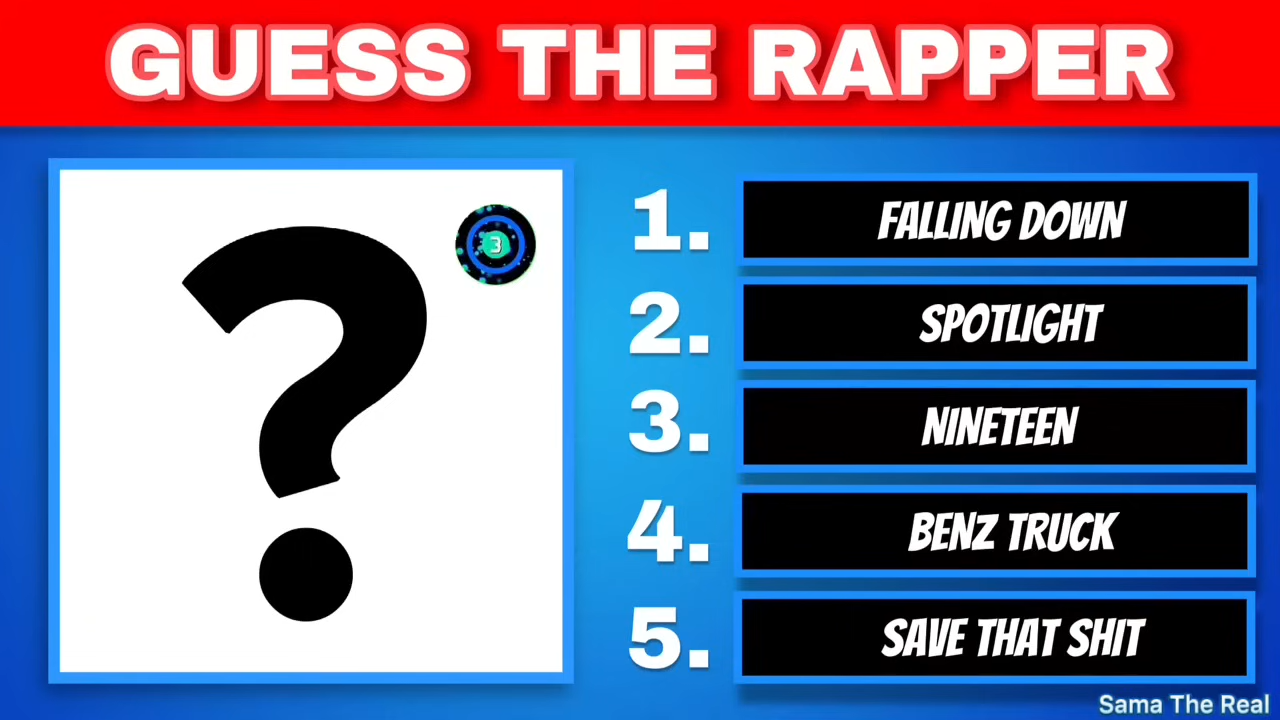 GUESS THE RAPPER
3
1. FALLING DOWN
2. SPOTLIGHT
3. NINETEEN
4. BENZ TRUCK
5. SAVE THAT SHIT
Sama The Real